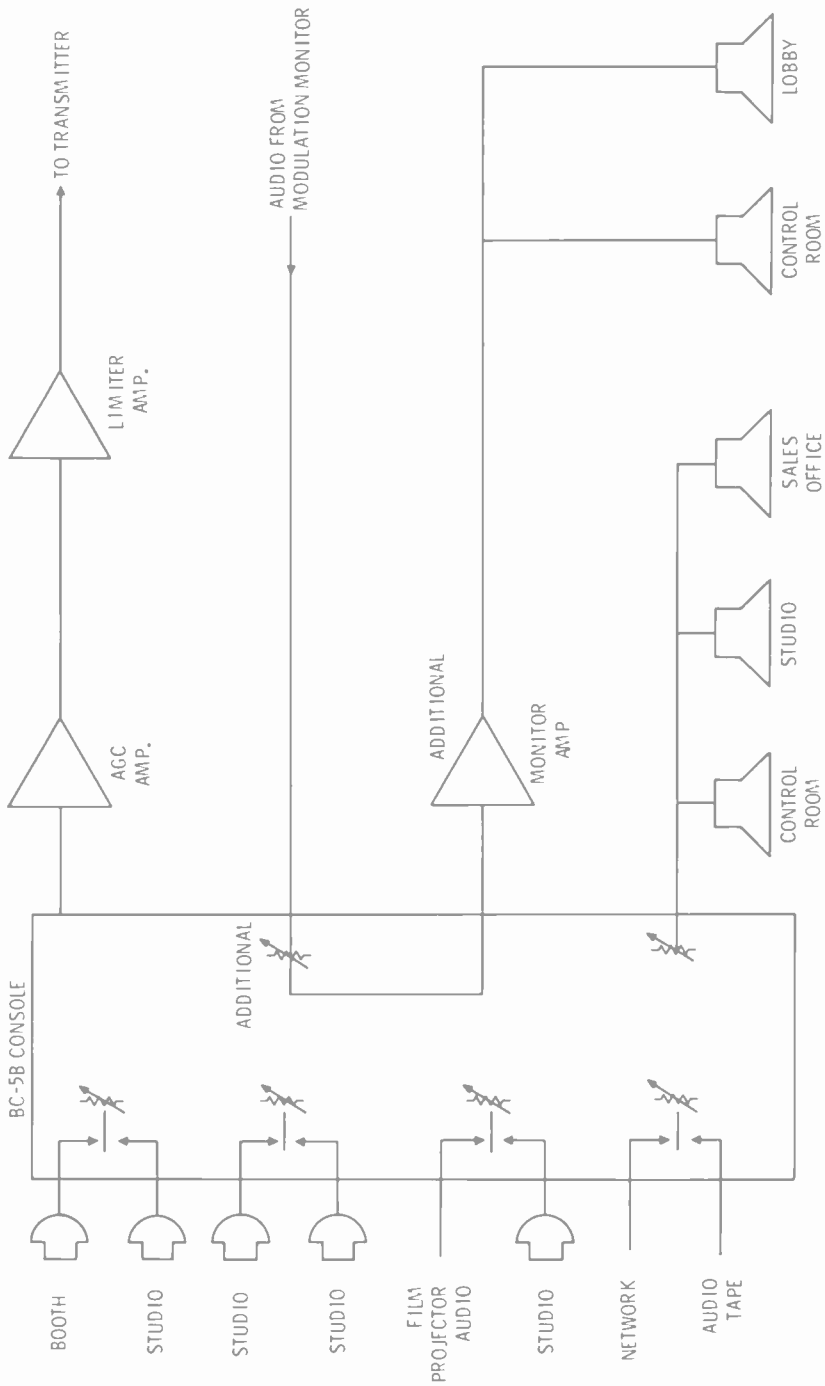 BC-5B CONSOLE
BOOTH
STUDIO
STUDIO
STUDIO
FILM
PROJECTOR
AUDIO
STUDIO
NETWORK
AUDIO
TAPE
ADDITIONAL
AGC
AMP.
LIMITER
AMP.
TO TRANSMITTER
AUDIO FROM
MODULATION MONITOR
ADDITIONAL
MONITOR
AMP
CONTROL
ROOM
STUDIO
SALES
OFFICE
CONTROL
ROOM
LOBBY